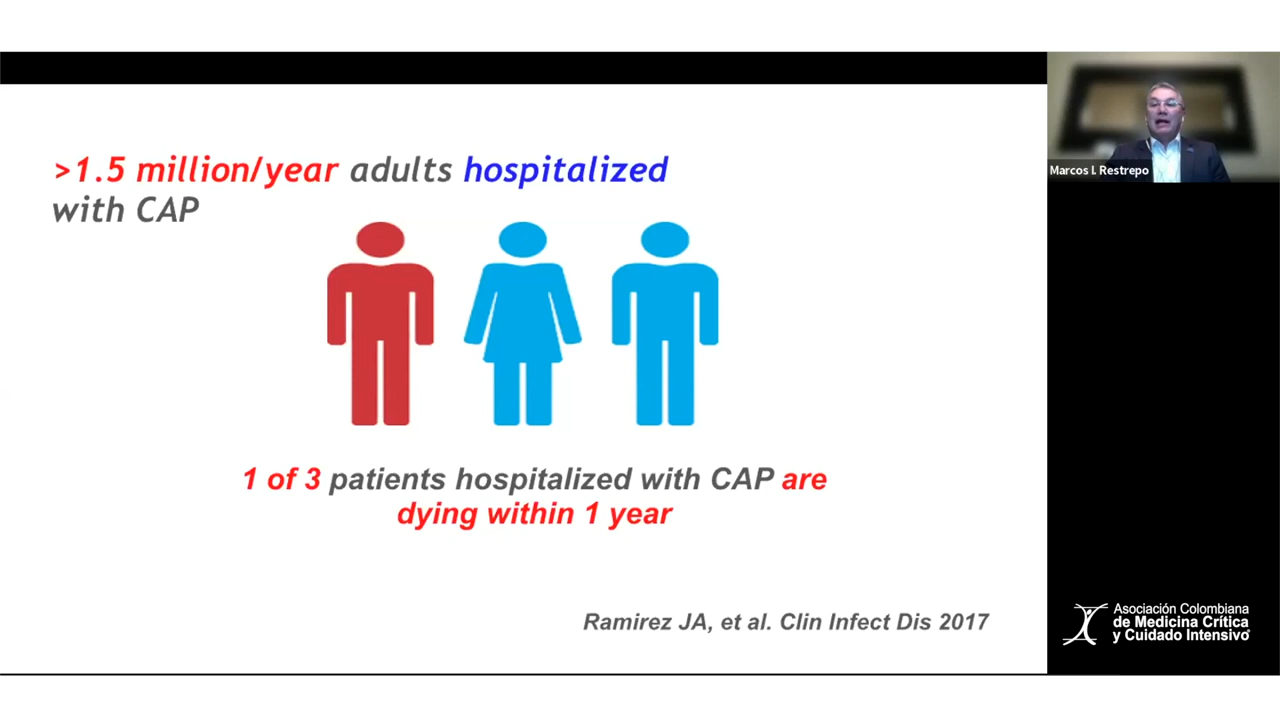 >1.5 million/year adults hospitalized
with CAP
1 of 3 patients hospitalized with CAP are
dying within 1 year
Ramirez JA, et al. Clin Infect Dis 2017
Marcos I. Restrepo
Asociación Colombiana
de Medicina Crítica
y Cuidado Intensivo